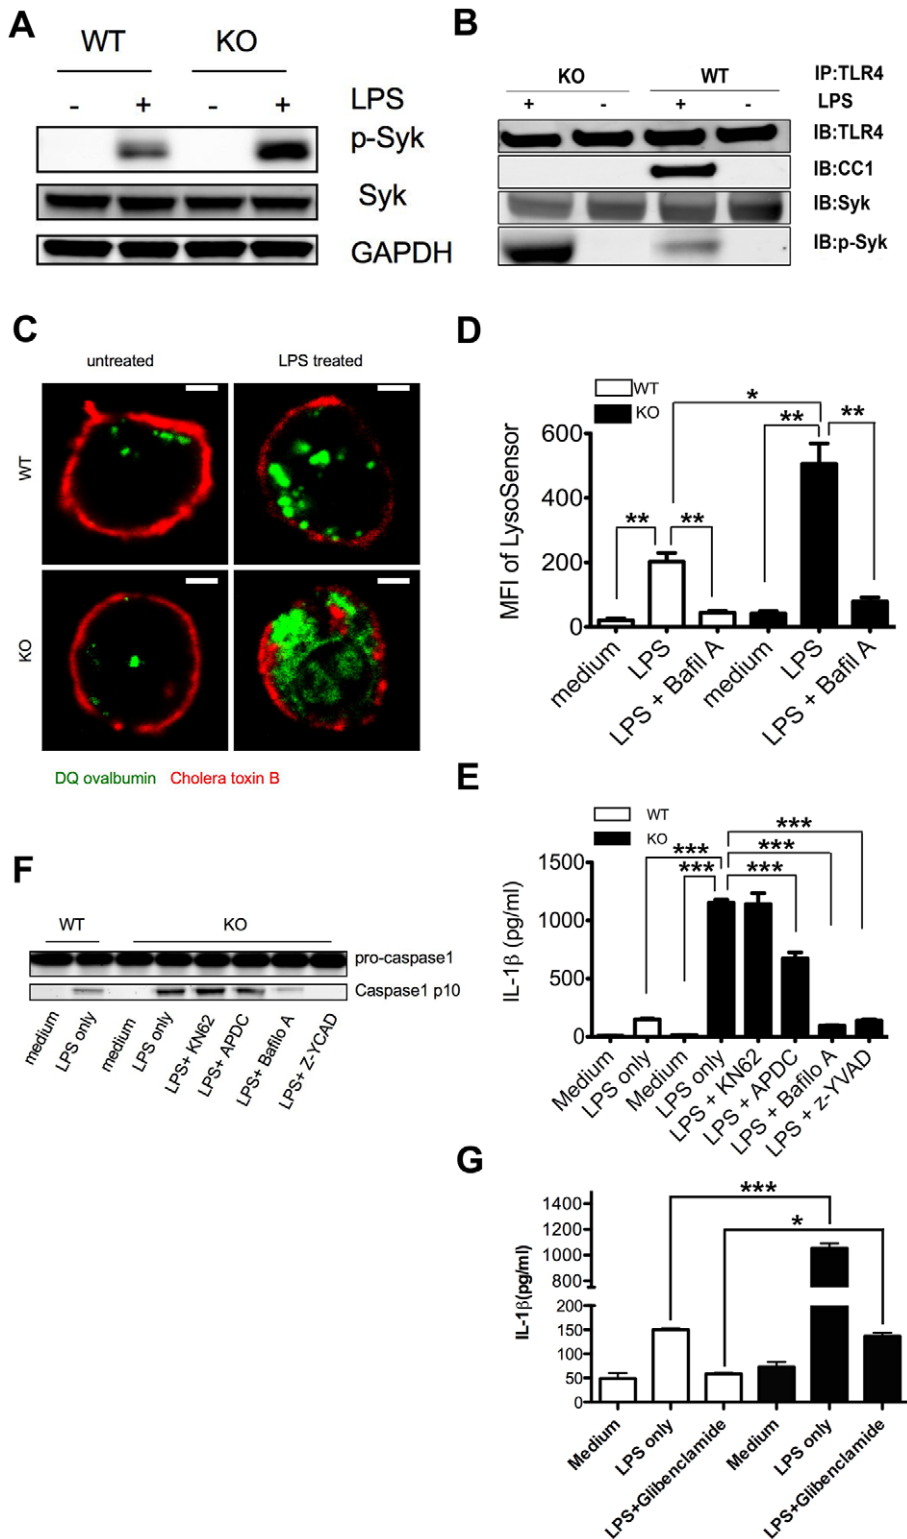 A
WT KO
- + - + LPS
p-Syk
Syk
GAPDH
B
KO WT IP:TLR4
+ - + - LPS
IB:TLR4
IB:CC1
IB:Syk
IB:p-Syk
C
untreated LPS treated
WT
KO
DQ ovalbumin Cholera toxin B
D
WT
KO
* ** ** ** **
MFI of LysoSensor
600
400
200
0
medium
LPS
LPS + Bafil A
medium
LPS
LPS + Bafil A
E
WT
KO
*** *** *** *** ***
IL-1β (pg/ml)
1500
1000
500
0
Medium
LPS only
Medium
LPS only
LPS + KN62
LPS + APDC
LPS + Bafilo A
LPS + z-YVAD
F
WT KO
pro-caspase1
Caspase1 p10
medium
LPS only
medium
LPS only
LPS+ KN62
LPS+ APDC
LPS+ Bafilo A
LPS+ Z-YCAD
G
*** *
IL-1β(pg/ml)
1400
1200
1000
800
200
150
100
50
0
Medium
LPS only
LPS+Glibenclamide
Medium
LPS only
LPS+Glibenclamide